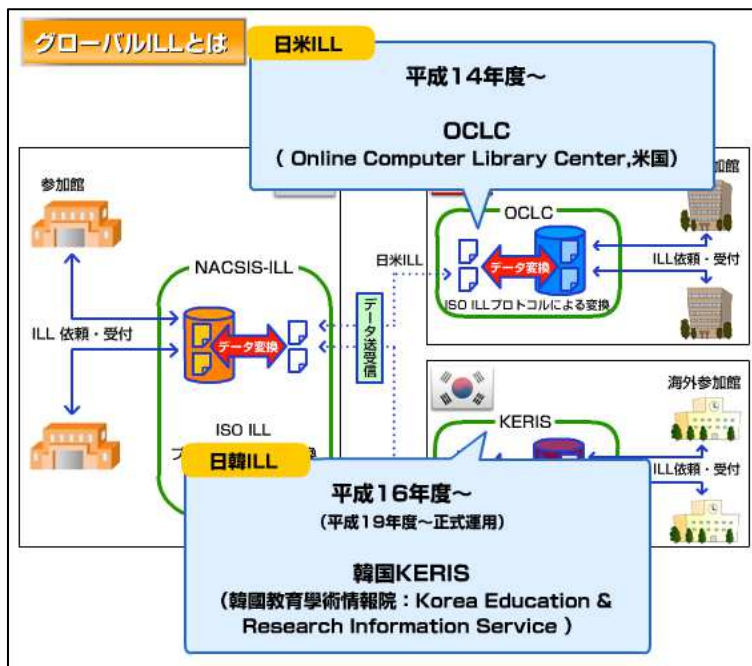 グローバルILLとは
日米ILL
平成14年度~
OCLC
( Online Computer Library Center,米国)
参加館
NACSIS-ILL
ILL 依頼・受付
データ変換
ISO ILL
日米ILL
データ送受信
OCLC
データ変換
ISO ILLプロトコルによる変換
加館
ILL依頼・受付
KERIS
海外参加館
ILL依頼・受付
日韓ILL
平成16年度~
(平成19年度~正式運用)
韓国KERIS
(韓國教育學術情報院:Korea Education &
Research Information Service )